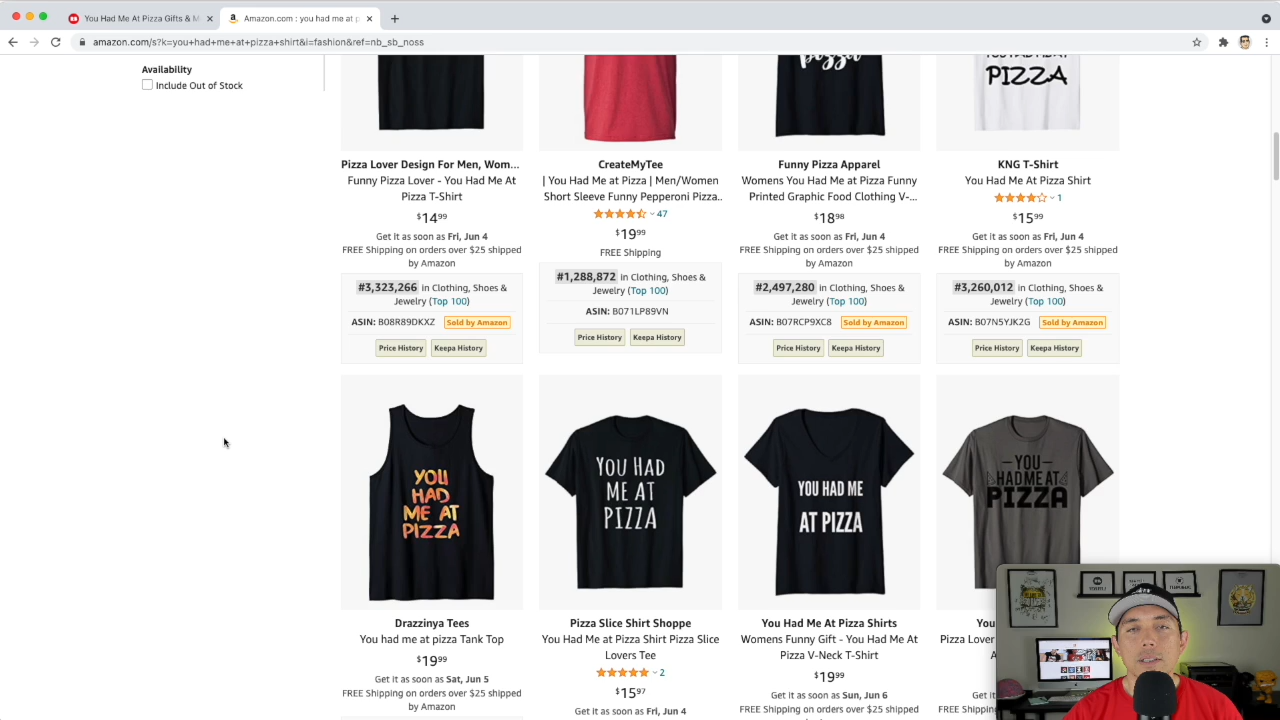 You Had Me At Pizza Gifts & M
Amazon.com : you had me at p
amazon.com/s?k=you+had+me+at+pizza+shirt&i=fashion&ref=nb_sb_noss
Availability
Include Out of Stock
pizza
PIZZA
Pizza Lover Design For Men, Wom...
Funny Pizza Lover - You Had Me At
Pizza T-Shirt
$14.99
Get it as soon as Fri, Jun 4
FREE Shipping on orders over $25 shipped
by Amazon
#3,323,266 in Clothing, Shoes &
Jewelry (Top 100)
ASIN: B08R89DKXZ Sold by Amazon
Price History Keepa History
CreateMyTee
| You Had Me at Pizza | Men/Women
Short Sleeve Funny Pepperoni Pizza..
47
$19.99
FREE Shipping
#1,288,872 in Clothing, Shoes &
Jewelry (Top 100)
ASIN: B071LP89VN
Price History Keepa History
Funny Pizza Apparel
Womens You Had Me at Pizza Funny
Printed Graphic Food Clothing V-...
$18.98
Get it as soon as Fri, Jun 4
FREE Shipping on orders over $25 shipped
by Amazon
#2,497,280 in Clothing, Shoes &
Jewelry (Top 100)
ASIN: B07RCP9XC8 Sold by Amazon
Price History Keepa History
KNG T-Shirt
You Had Me At Pizza Shirt
1
$15.99
Get it as soon as Fri, Jun 4
FREE Shipping on orders over $25 shipped
by Amazon
#3,260,012 in Clothing, Shoes &
Jewelry (Top 100)
ASIN: B07N5YJK2G Sold by Amazon
Price History Keepa History
YOU
HAD
ME AT
PIZZA
Drazzinya Tees
You had me at pizza Tank Top
$19.99
Get it as soon as Sat, Jun 5
FREE Shipping on orders over $25 shipped
by Amazon
YOU HAD
ME AT
PIZZA
Pizza Slice Shirt Shoppe
You Had Me at Pizza Shirt Pizza Slice
Lovers Tee
2
$15.97
Get it as soon as Fri, Jun 4
YOU HAD ME
AT PIZZA
You Had Me At Pizza Shirts
Womens Funny Gift - You Had Me At
Pizza V-Neck T-Shirt
$19.99
Get it as soon as Sun, Jun 6
FREE Shipping on orders over $25 shipped
by Amazon
YOU
HAD ME AT
PIZZA
You
Pizza Lover
A
$
Get it as s
FREE Shipping